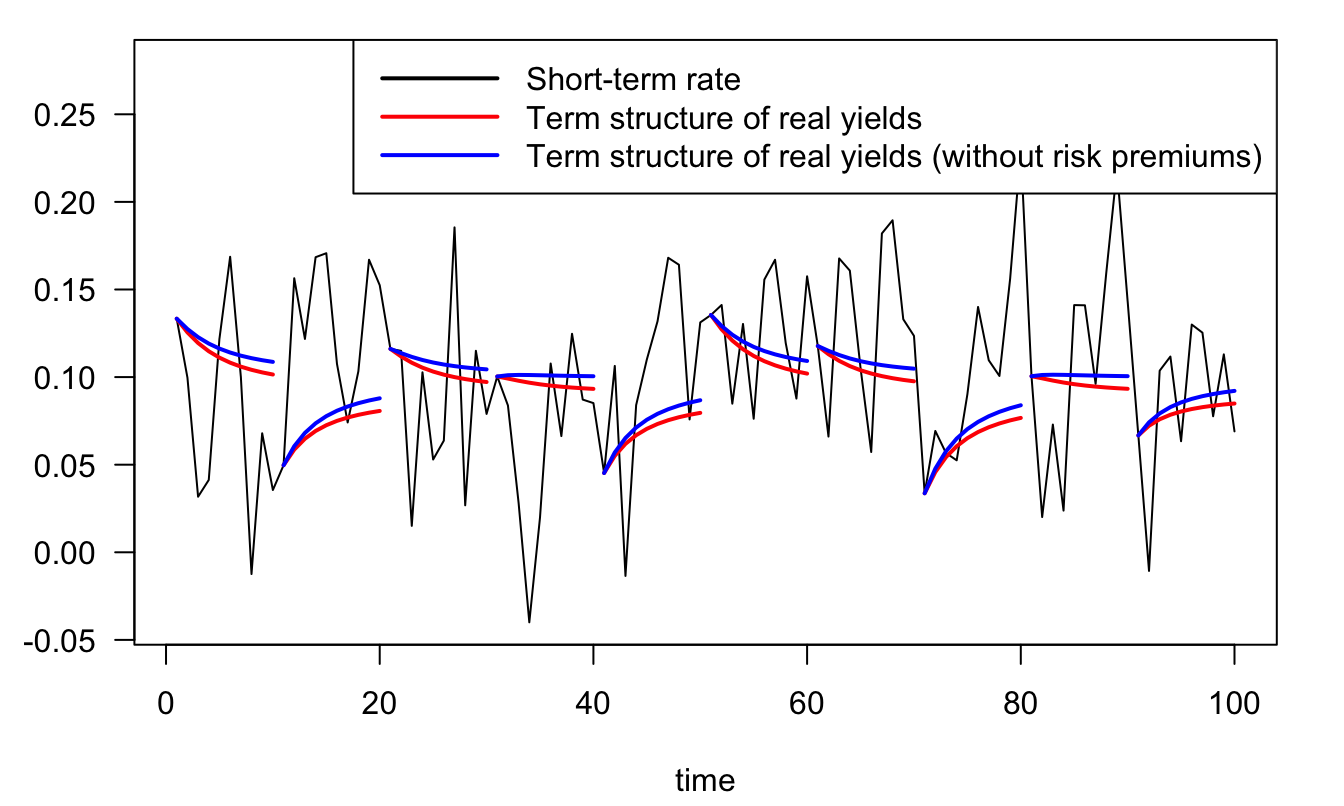 Short-term rate
Term structure of real yields
Term structure of real yields (without risk premiums)
0.25
0.20
0.15
0.10
0.05
0.00
-0.05
0 20 40 60 80 100
time